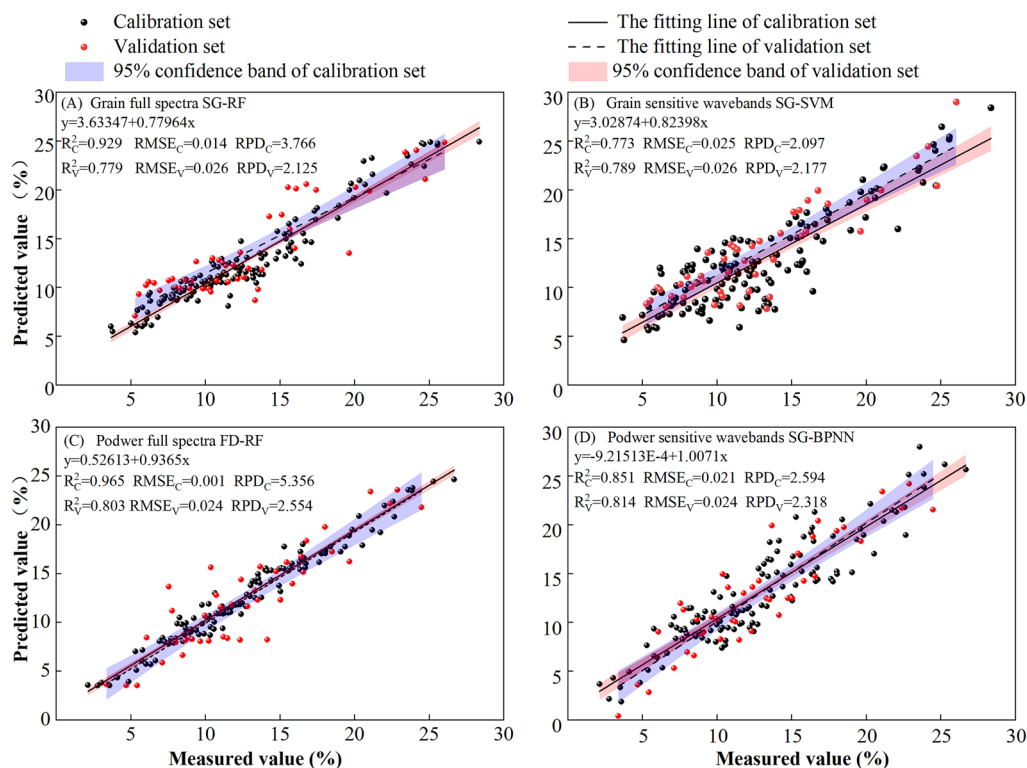 Calibration set
The fitting line of calibration set
Validation set
The fitting line of validation set
95% confidence band of calibration set
95% confidence band of validation set
30
(A) Grain full spectra SG-RF
y=3.63347+0.77964x
R²C=0.929 RMSEC=0.014 RPDC=3.766
R²V=0.779 RMSEV=0.026 RPDV=2.125
25
20
15
10
5
0
5 10 15 20 25 30
Predicted value (%)
30
(B) Grain sensitive wavebands SG-SVM
y=3.02874+0.82398x
R²C=0.773 RMSEC=0.025 RPDC=2.097
R²V=0.789 RMSEV=0.026 RPDV=2.177
25
20
15
10
5
0
5 10 15 20 25 30
30
(C) Podwer full spectra FD-RF
y=0.52613+0.9365x
R²C=0.965 RMSEC=0.001 RPDC=5.356
R²V=0.803 RMSEV=0.024 RPDV=2.554
25
20
15
10
5
0
5 10 15 20 25 30
Predicted value (%)
Measured value (%)
30
(D) Podwer sensitive wavebands SG-BPNN
y=-9.21513E-4+1.0071x
R²C=0.851 RMSEC=0.021 RPDC=2.594
R²V=0.814 RMSEV=0.024 RPDV=2.318
25
20
15
10
5
0
5 10 15 20 25 30
Measured value (%)